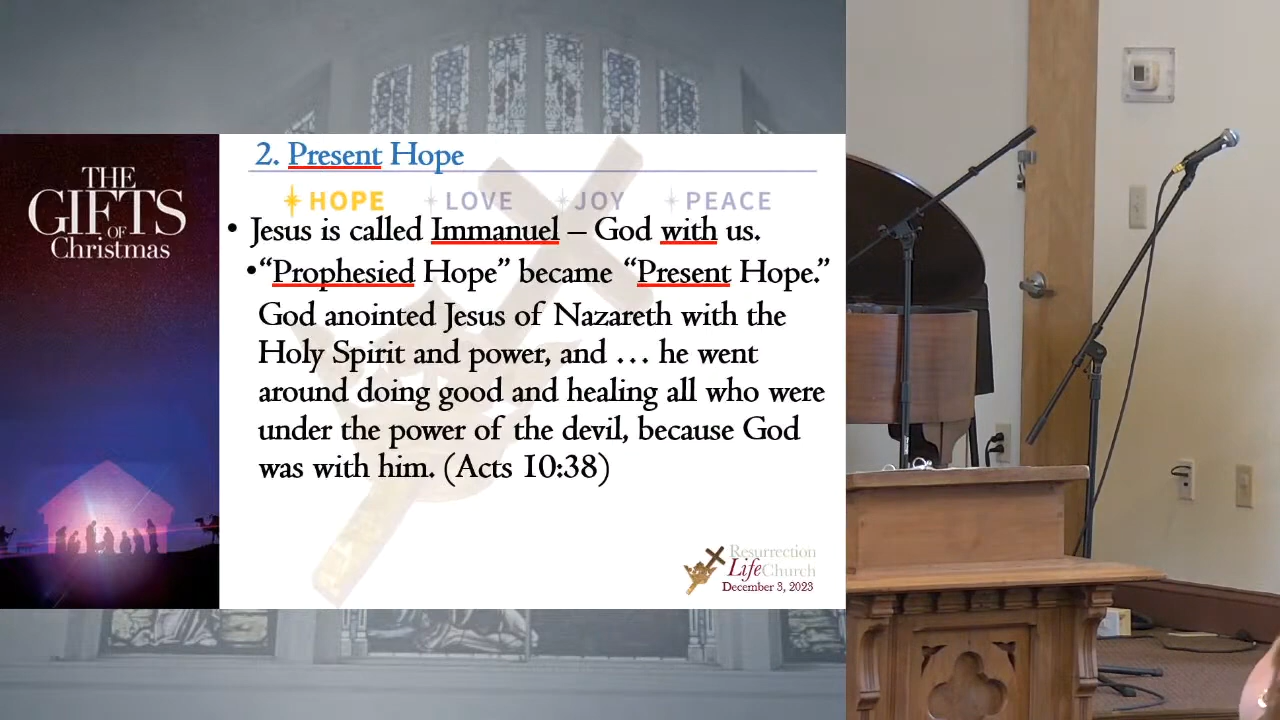 THE
GIFTS
OF
Christmas
2. Present Hope
HOPE LOVE JOY PEACE
• Jesus is called Immanuel – God with us.
• “Prophesied Hope” became “Present Hope.”
God anointed Jesus of Nazareth with the
Holy Spirit and power, and … he went
around doing good and healing all who were
under the power of the devil, because God
was with him. (Acts 10:38)
Resurrection
Life Church
December 3, 2023